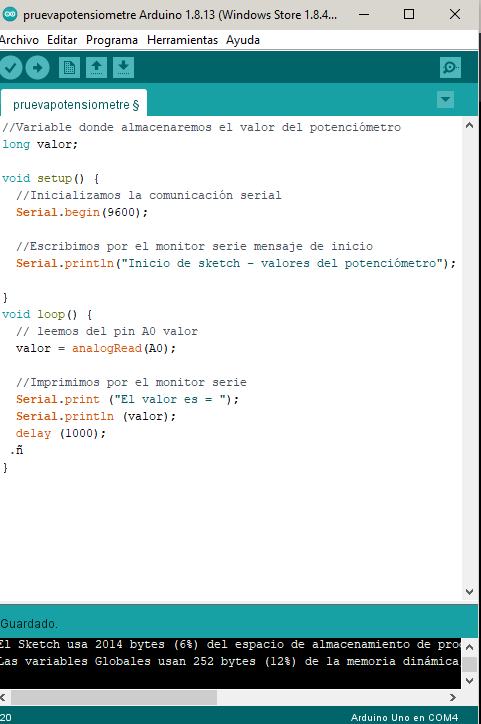 pruevapotensiometre Arduino 1.8.13 (Windows Store 1.8.4...
Archivo Editar Programa Herramientas Ayuda
pruevapotensiometre §
//Variable donde almacenaremos el valor del potenciómetro
long valor;
void setup() {
//Inicializamos la comunicación serial
Serial.begin(9600);
//Escribimos por el monitor serie mensaje de inicio
Serial.println("Inicio de sketch - valores del potenciómetro");
}
void loop() {
// leemos del pin A0 valor
valor = analogRead(A0);
//Imprimimos por el monitor serie
Serial.print ("El valor es = ");
Serial.println (valor);
delay (1000);
.ñ
}
Guardado.
El Sketch usa 2014 bytes (6%) del espacio de almacenamiento de
Las variables Globales usan 252 bytes (12%) de la memoria dinámica
20 Arduino Uno en COM4